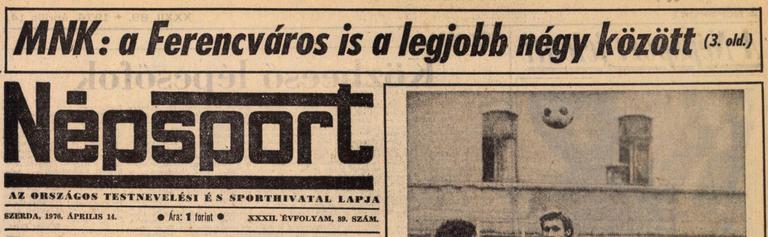 MNK: a Ferencváros is a legjobb négy között (3. old.)
Népsport
AZ ORSZÁGOS TESTNEVELÉSI ÉS SPORTHIVATAL LAPJA
SZERDA, 1976. ÁPRILIS 14. ● Ára: 1 forint ● XXXII. ÉVFOLYAM, 89. SZÁM.